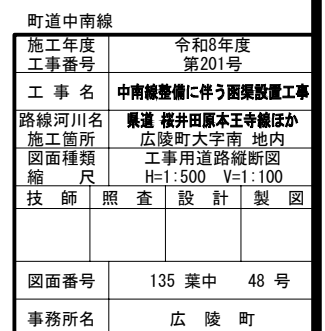 町道中南線
施工年度 令和8年度
工事番号 第201号
工事名 中南線整備に伴う函渠設置工事
路線河川名 県道 桜井田原本王寺線ほか
施工箇所 広陵町大字南 地内
図面種類 工事用道路縦断図
縮尺 H=1:500 V=1:100
技師 照査 設計 製図
図面番号 135 葉中 48 号
事務所名 広陵町